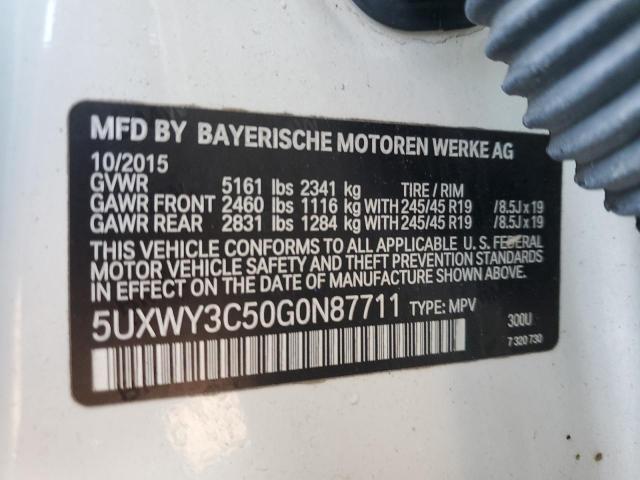 MFD BY BAYERISCHE MOTOREN WERKE AG
10/2015
GVWR 5161 lbs 2341 kg TIRE / RIM
GAWR FRONT 2460 lbs 1116 kg WITH 245/45 R19 /8.5J x 19
GAWR REAR 2831 lbs 1284 kg WITH 245/45 R19 /8.5J x 19
THIS VEHICLE CONFORMS TO ALL APPLICABLE U. S. FEDERAL
MOTOR VEHICLE SAFETY AND THEFT PREVENTION STANDARDS
IN EFFECT ON THE DATE OF MANUFACTURE SHOWN ABOVE.
5UXWY3C50G0N87711 TYPE: MPV 300U
7 320 730